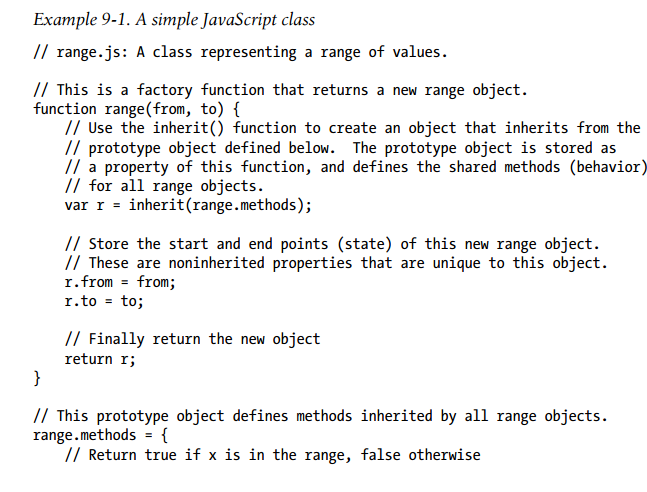 Example 9-1. A simple JavaScript class
// range.js: A class representing a range of values.
// This is a factory function that returns a new range object.
function range(from, to) {
// Use the inherit() function to create an object that inherits from the
// prototype object defined below.  The prototype object is stored as
// a property of this function, and defines the shared methods (behavior)
// for all range objects.
var r = inherit(range.methods);
// Store the start and end points (state) of this new range object.
// These are noninherited properties that are unique to this object.
r.from = from;
r.to = to;
// Finally return the new object
return r;
}
// This prototype object defines methods inherited by all range objects.
range.methods = {
// Return true if x is in the range, false otherwise